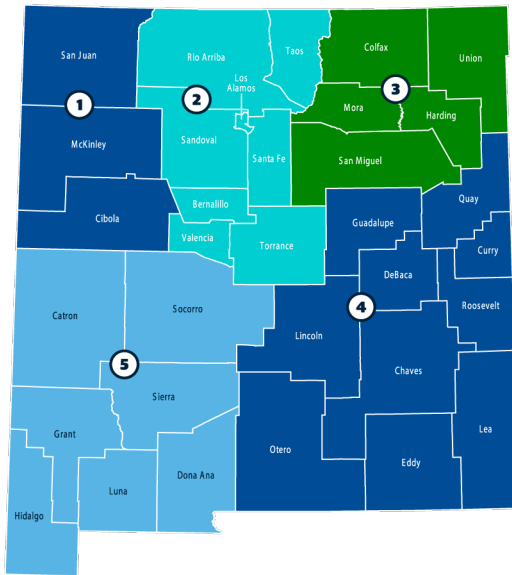 San Juan
Rio Arriba
Taos
Colfax
Union
Los
Alamos
1
2
3
Mora
Harding
McKinley
Sandoval
Santa Fe
San Miguel
Bernalillo
Quay
Cibola
Valencia
Torrance
Guadalupe
Curry
DeBaca
Catron
Socorro
4
Roosevelt
Lincoln
5
Chaves
Sierra
Grant
Lea
Otero
Eddy
Dona Ana
Luna
Hidalgo